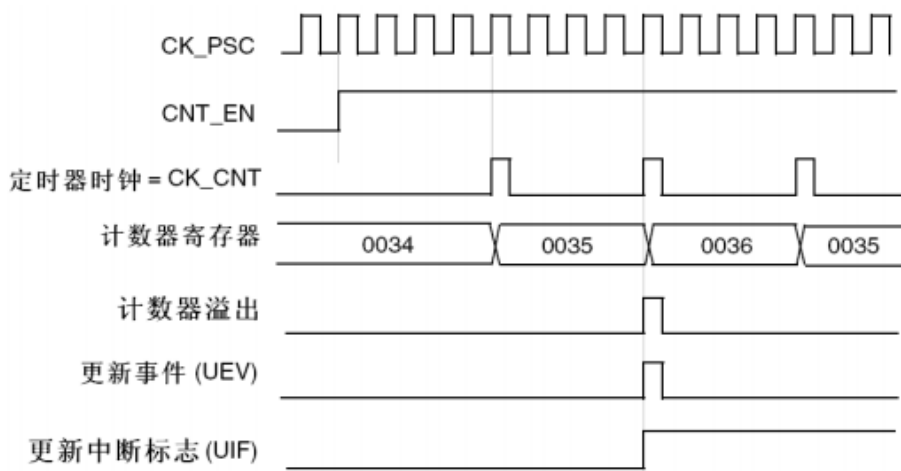 CK_PSC
CNT_EN
定时器时钟 = CK_CNT
计数器寄存器 0034 0035 0036 0035
计数器溢出
更新事件 (UEV)
更新中断标志 (UIF)